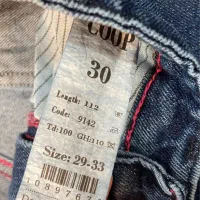 COOP
30
Length: 112
Code: 9142
Td:100 GH:110
Size: 29-33